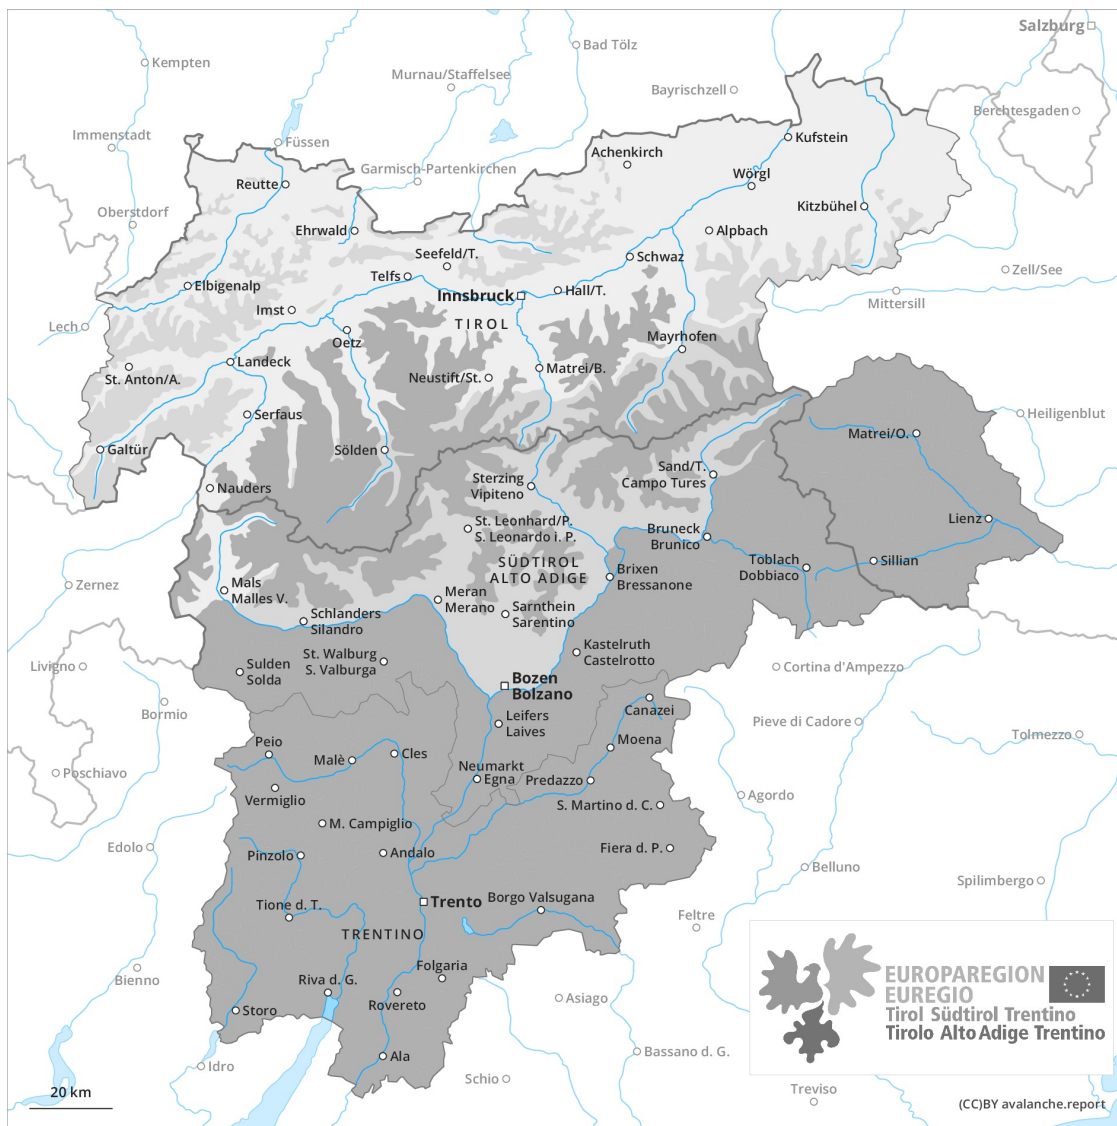 Salzburg
Bad Tölz
Kempten
Murnau/Staffelsee
Bayrischzell
Berchtesgaden
Immenstadt
Füssen
Kufstein
Achenkirch
Garmisch-Partenkirchen
Wörgl
Reutte
Kitzbühel
Oberstdorf
Ehrwald
Alpbach
Seefeld/T.
Schwaz
Telfs
Zell/See
Elbigenalp
Hall/T.
Innsbruck
Mittersill
Imst
TIROL
Lech
Oetz
Mayrhofen
Landeck
Matrei/B.
St. Anton/A.
Neustift/St.
Serfaus
Heiligenblut
Matrei/O.
Galtür
Sölden
Sand/T.
Campo Tures
Sterzing
Vipiteno
Nauders
Lienz
St. Leonhard/P.
S. Leonardo i. P.
Bruneck
Brunico
SÜDTIROL
ALTO ADIGE
Toblach
Dobbiaco
Sillian
Brixen
Bressanone
Zernez
Mals
Malles V.
Meran
Merano
Sarnthein
Sarentino
Schlanders
Silandro
Kastelruth
Castelrotto
St. Walburg
S. Valburga
Livigno
Sulden
Solda
Cortina d'Ampezzo
Bozen
Bolzano
Bormio
Canazei
Leifers
Laives
Pieve di Cadore
Tolmezzo
Peio
Moena
Cles
Malè
Poschiavo
Neumarkt
Egna
Predazzo
Vermiglio
Agordo
S. Martino d. C.
M. Campiglio
Edolo
Pinzolo
Andalo
Fiera d. P.
Belluno
Spilimbergo
Borgo Valsugana
Trento
Tione d. T.
Feltre
TRENTINO
Folgaria
Bienno
Riva d. G.
EUROPAREGION
EUREGIO
Tirol Südtirol Trentino
Tirolo Alto Adige Trentino
Asiago
Rovereto
Storo
Bassano d. G.
Ala
Idro
Schio
Treviso
20 km
(CC)BY avalanche.report